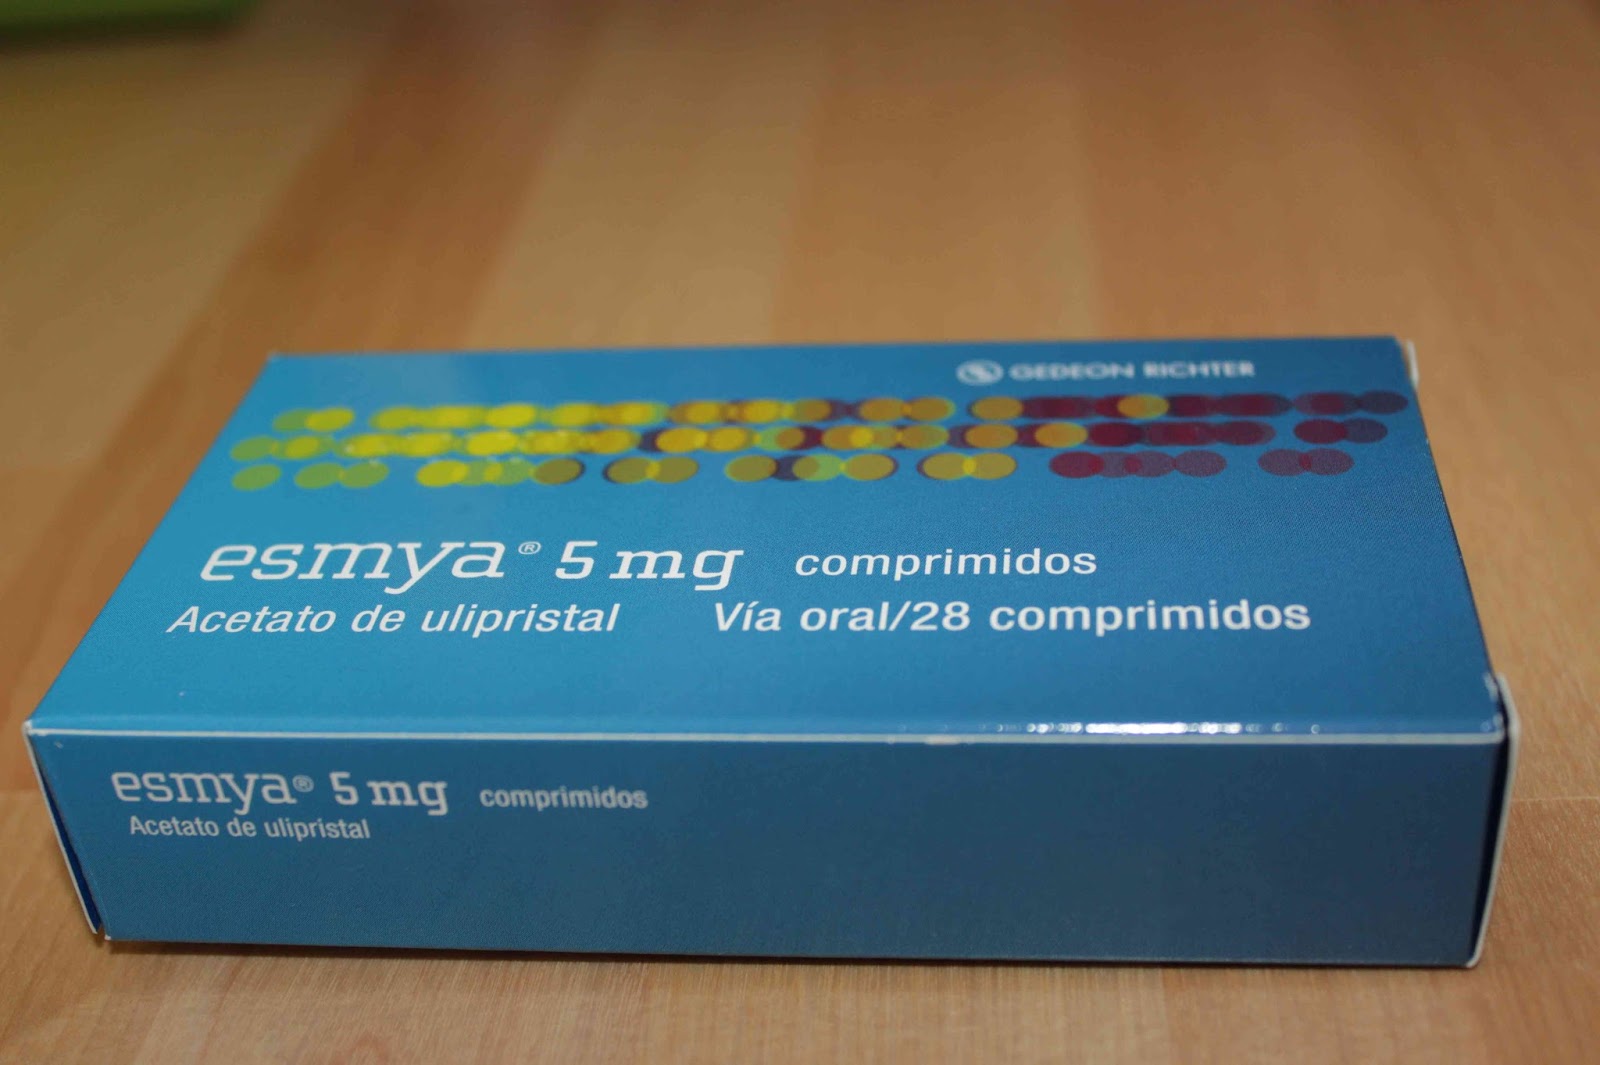 GEDEON RICHTER
esmya® 5 mg comprimidos
Acetato de ulipristal Vía oral/28 comprimidos
esmya® 5 mg comprimidos
Acetato de ulipristal